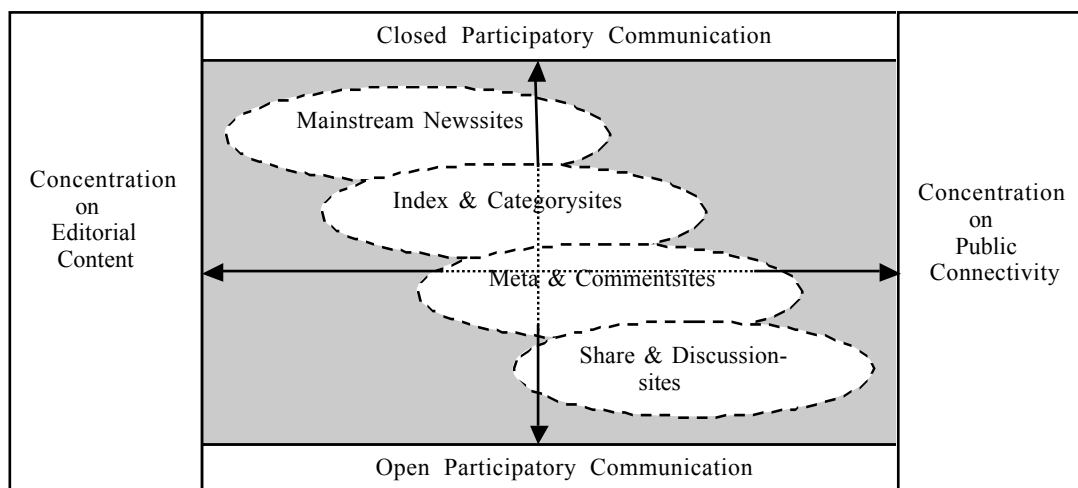 Closed Participatory Communication
Mainstream Newssites
Concentration
on
Editorial
Content
Index & Categorysites
Concentration
on
Public
Connectivity
Meta & Commentsites
Share & Discussion-
sites
Open Participatory Communication